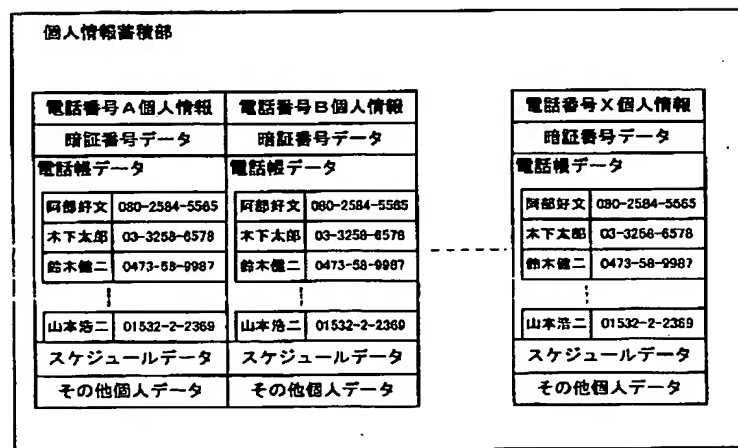 個人情報蓄積部
電話番号A個人情報 電話番号B個人情報 電話番号X個人情報
暗証番号データ 暗証番号データ 暗証番号データ
電話帳データ 電話帳データ 電話帳データ
阿部好文 080-2584-5565 阿部好文 080-2584-5565 阿部好文 090-2584-5565
木下太郎 03-3258-6578 木下太郎 03-3258-6578 木下太郎 03-3258-6578
鈴木健二 0473-58-9987 鈴木健二 0473-58-9987 鈴木健二 0473-58-9987
山本浩二 01532-2-2369 山本浩二 01532-2-2369 山本浩二 01532-2-2369
スケジュールデータ スケジュールデータ スケジュールデータ
その他個人データ その他個人データ その他個人データ